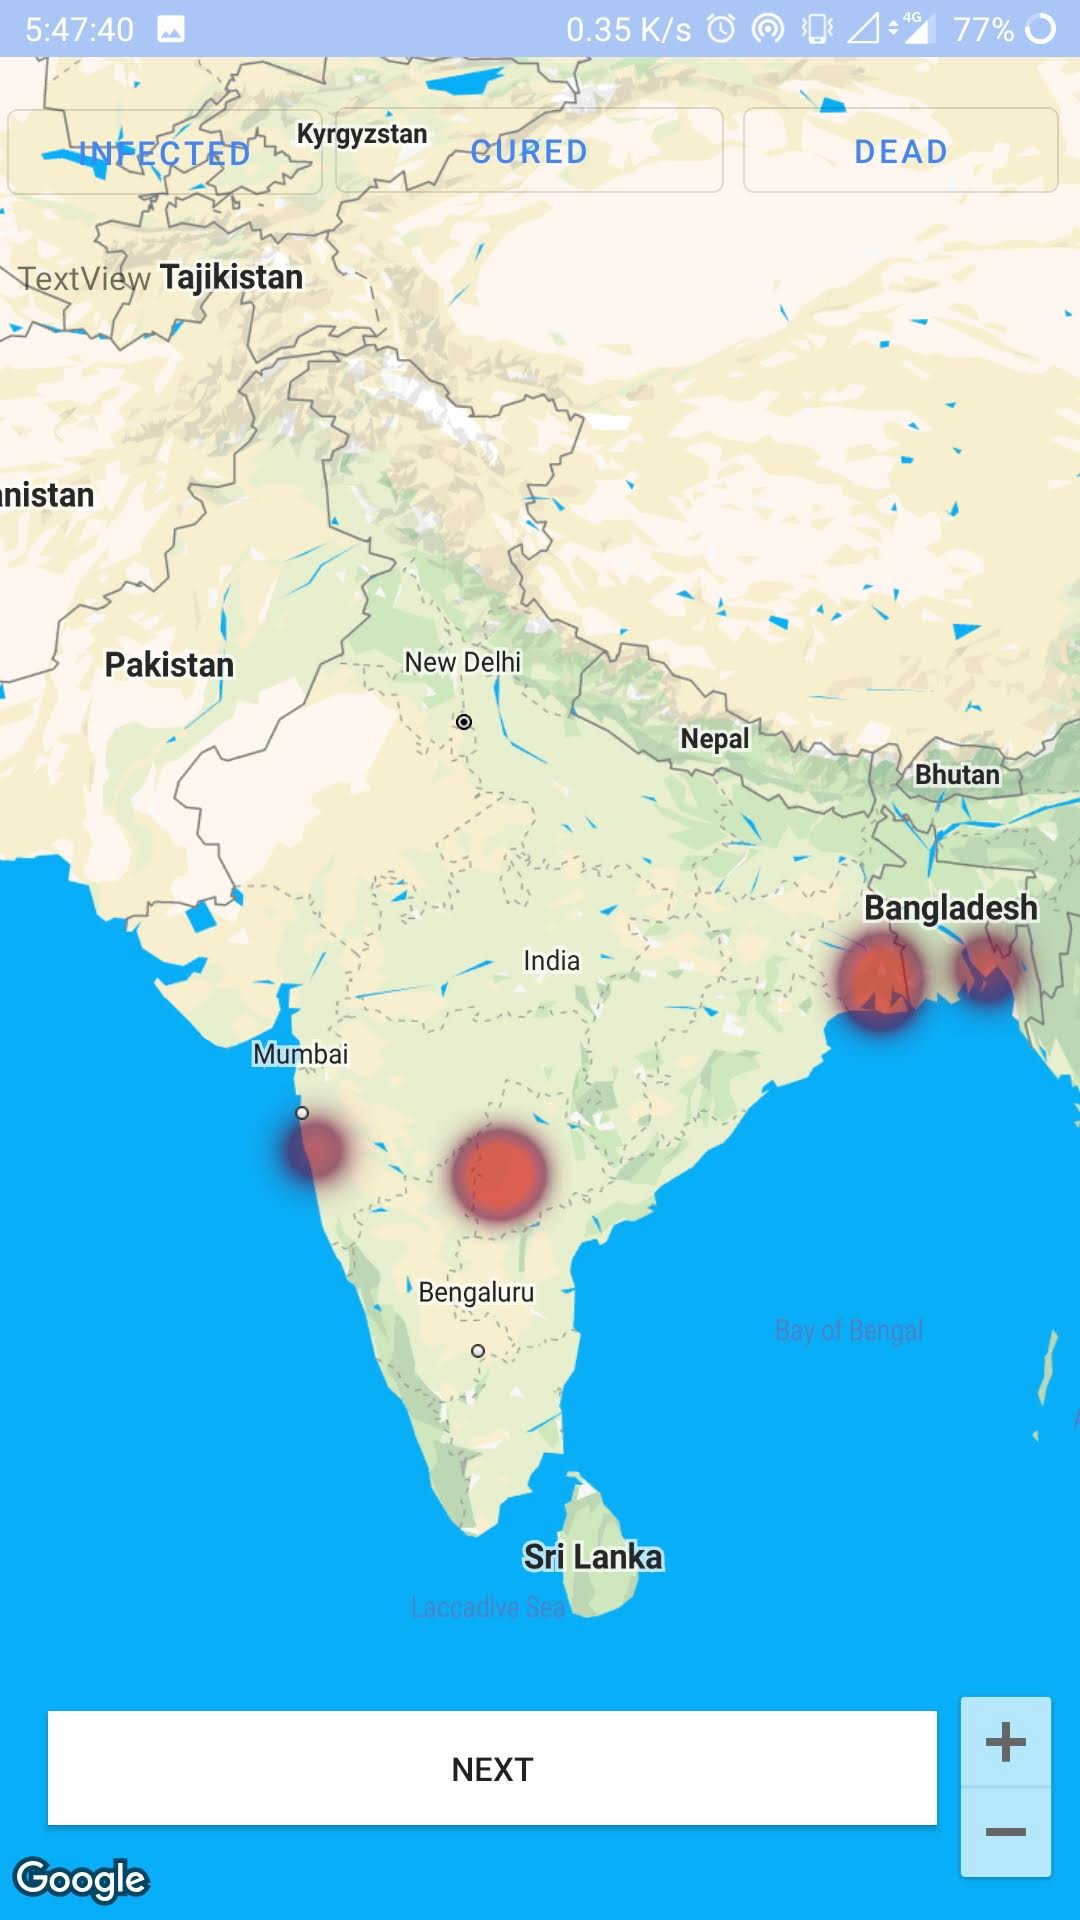 5:47:40 0.35 K/s 4G 77%
Kyrgyzstan
INFECTED CURED DEAD
TextView Tajikistan
anistan
New Delhi
Pakistan
Nepal
Bhutan
Bangladesh
India
Mumbai
Bengaluru
Bay of Bengal
Sri Lanka
Laccadive Sea
+
NEXT
−
Google